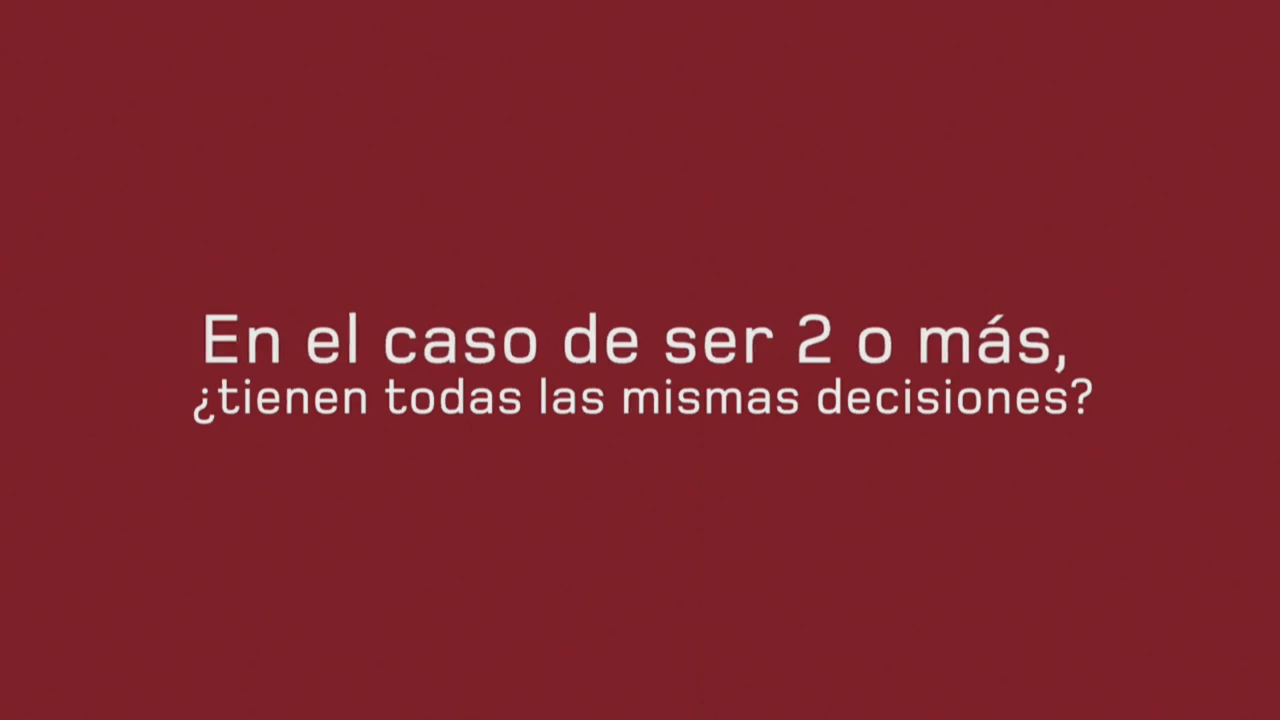 En el caso de ser 2 o más,
¿tienen todas las mismas decisiones?